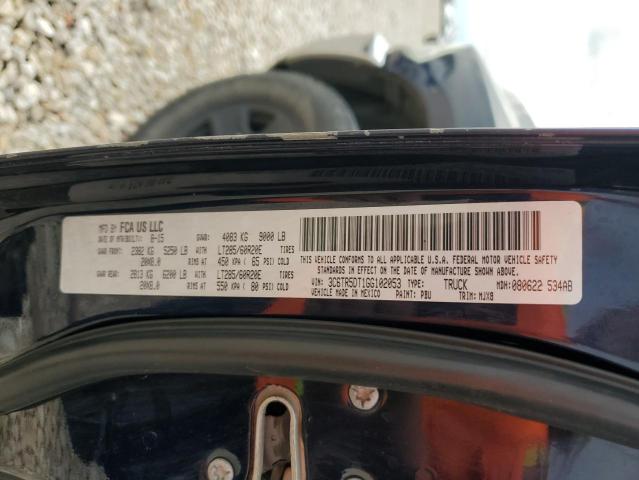 MFD BY FCA US LLC
DATE OF MFR/BUILT: 8-15 GVWR: 4083 KG 9000 LB
GAWR FRONT: 2382 KG 5250 LB WITH LT285/60R20E TIRES
20X8.0 RIMS AT 450 KPA ( 65 PSI) COLD
GAWR REAR: 2813 KG 6200 LB WITH LT285/60R20E TIRES
20X8.0 RIMS AT 550 KPA ( 80 PSI) COLD
THIS VEHICLE CONFORMS TO ALL APPLICABLE U.S.A. FEDERAL MOTOR VEHICLE SAFETY
STANDARDS IN EFFECT ON THE DATE OF MANUFACTURE SHOWN ABOVE.
VIN: 3C6TR5DT1GG102053 TYPE: TRUCK MDH: 080622 534AB
VEHICLE MADE IN MEXICO PAINT: PBU TRIM: MJX8